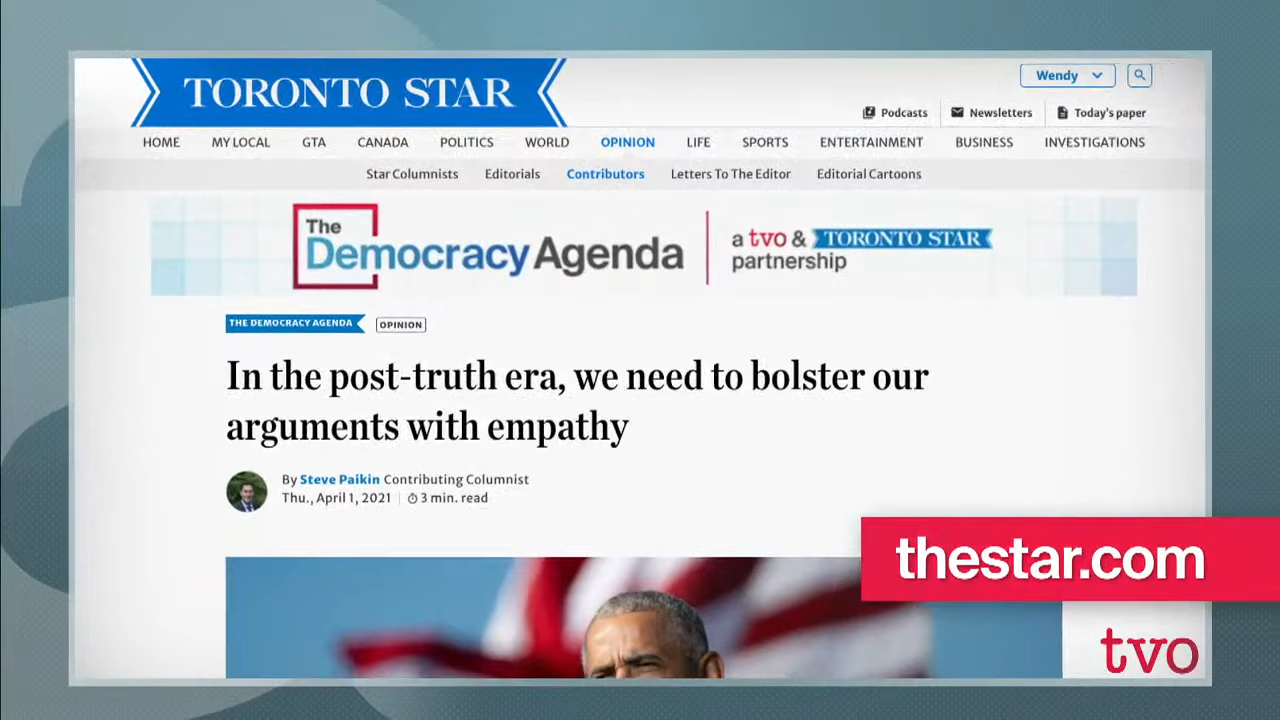 TORONTO STAR
Wendy
Podcasts
Newsletters
Today's paper
HOME MY LOCAL GTA CANADA POLITICS WORLD OPINION LIFE SPORTS ENTERTAINMENT BUSINESS INVESTIGATIONS
Star Columnists Editorials Contributors Letters To The Editor Editorial Cartoons
The
Democracy Agenda
a tvo & TORONTO STAR
partnership
THE DEMOCRACY AGENDA OPINION
In the post-truth era, we need to bolster our
arguments with empathy
By Steve Paikin Contributing Columnist
Thu., April 1, 2021 3 min. read
thestar.com
tvo